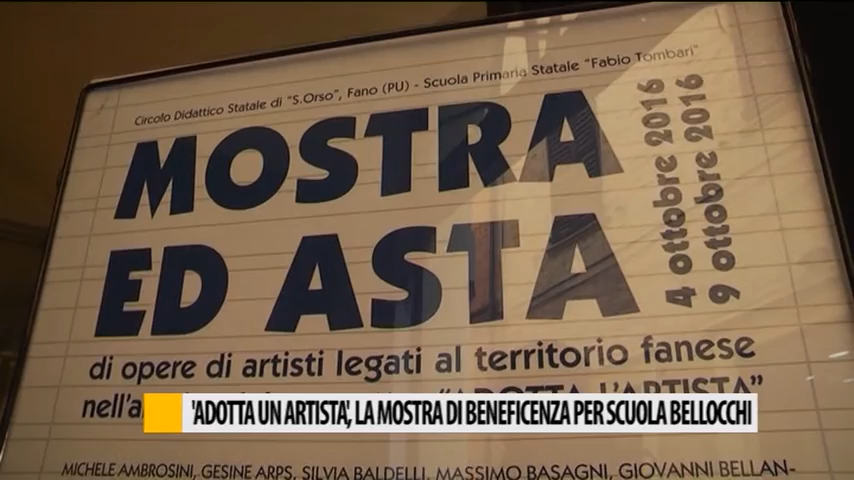 Circolo Didattico Statale di "S.Orso", Fano (PU) - Scuola Primaria Statale "Fabio Tombari"
MOSTRA
ED ASTA
4 ottobre 2016
9 ottobre 2016
di opere di artisti legati al territorio fanese
"ADOTTA L'ARTISTA"
'ADOTTA UN ARTISTA', LA MOSTRA DI BENEFICENZA PER SCUOLA BELLOCCHI
MICHELE AMBROSINI, GESINE ARPS, SILVIA BALDELLI, MASSIMO BASAGNI, GIOVANNI BELLAN-